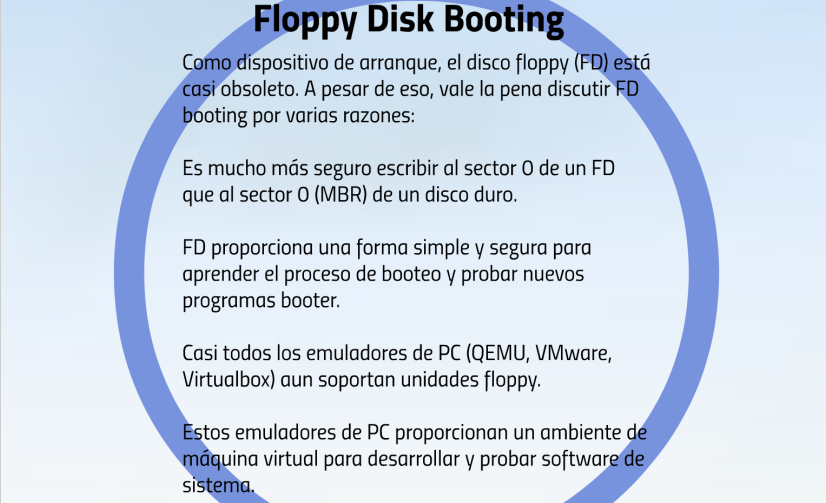 Floppy Disk Booting
Como dispositivo de arranque, el disco floppy (FD) está
casi obsoleto. A pesar de eso, vale la pena discutir FD
booting por varias razones:
Es mucho más seguro escribir al sector 0 de un FD
que al sector 0 (MBR) de un disco duro.
FD proporciona una forma simple y segura para
aprender el proceso de booteo y probar nuevos
programas booter.
Casi todos los emuladores de PC (QEMU, VMware,
Virtualbox) aun soportan unidades floppy.
Estos emuladores de PC proporcionan un ambiente de
máquina virtual para desarrollar y probar software de
sistema.